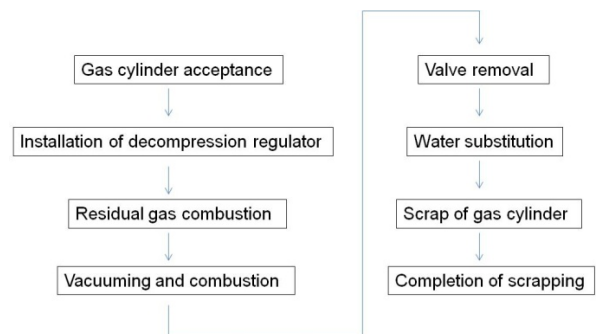 Gas cylinder acceptance
Installation of decompression regulator
Residual gas combustion
Vacuuming and combustion
Valve removal
Water substitution
Scrap of gas cylinder
Completion of scrapping